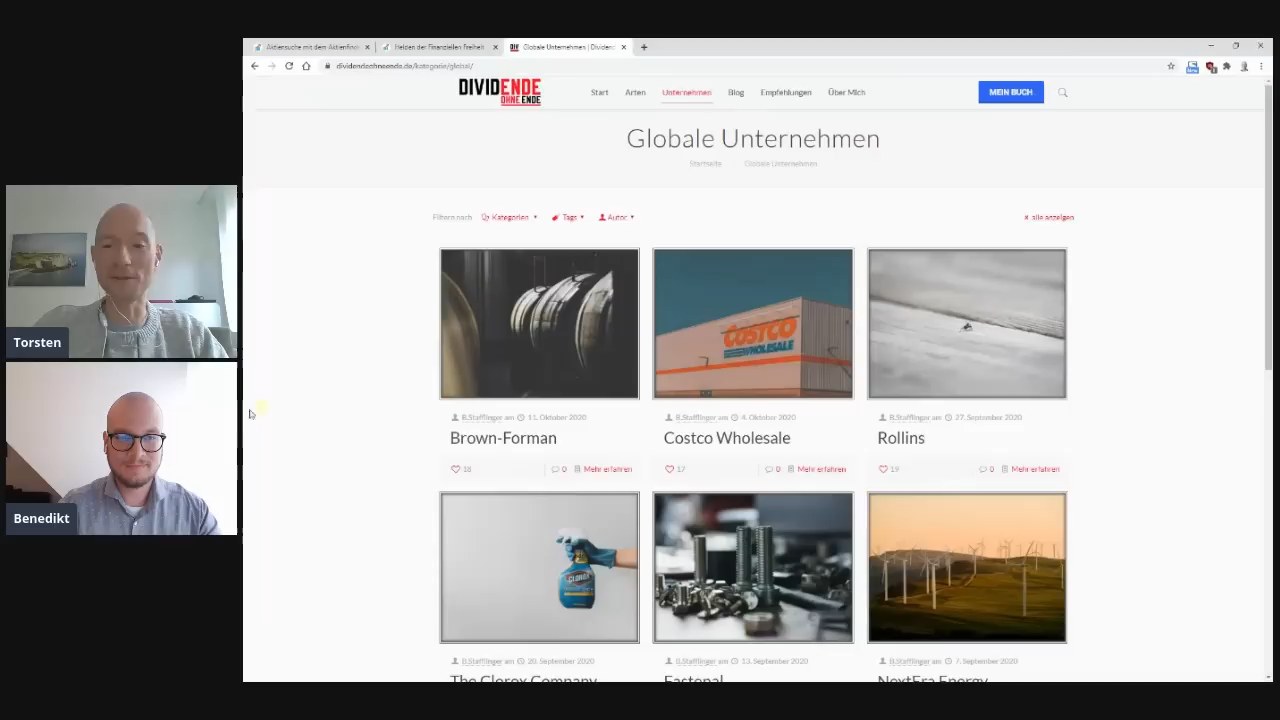 Aktiensuche mit dem Aktienfind
Helden der Finanziellen Freiheit
DIV Globale Unternehmen | Dividend
dividendeohneende.de/kategorie/global/
DIVIDENDE
OHNE ENDE
Start
Arten
Unternehmen
Blog
Empfehlungen
Über Mich
MEIN BUCH
Globale Unternehmen
Startseite
Globale Unternehmen
Filtern nach
Kategorien
Tags
Autor
x alle anzeigen
COSTCO
WHOLESALE
B.Stafflinger am 11. Oktober 2020
B.Stafflinger am 4. Oktober 2020
B.Stafflinger am 27. September 2020
Brown-Forman
Costco Wholesale
Rollins
18
0
Mehr erfahren
17
0
Mehr erfahren
19
0
Mehr erfahren
CLOROX
B.Stafflinger am 20. September 2020
B.Stafflinger am 13. September 2020
B.Stafflinger am 7. September 2020
The Clorox Company
Fastenal
NextEra Energy
Torsten
Benedikt